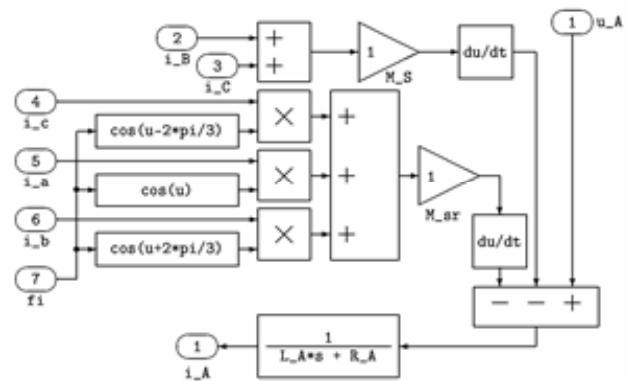 2
i_B
+
+
3
i_C
1
M_S
du/dt
1
u_A
4
i_c
cos(u-2*pi/3)
×
+
5
i_a
cos(u)
×
+
1
M_sr
6
i_b
cos(u+2*pi/3)
×
+
du/dt
7
fi
− − +
1
i_A
1
L_A*s + R_A